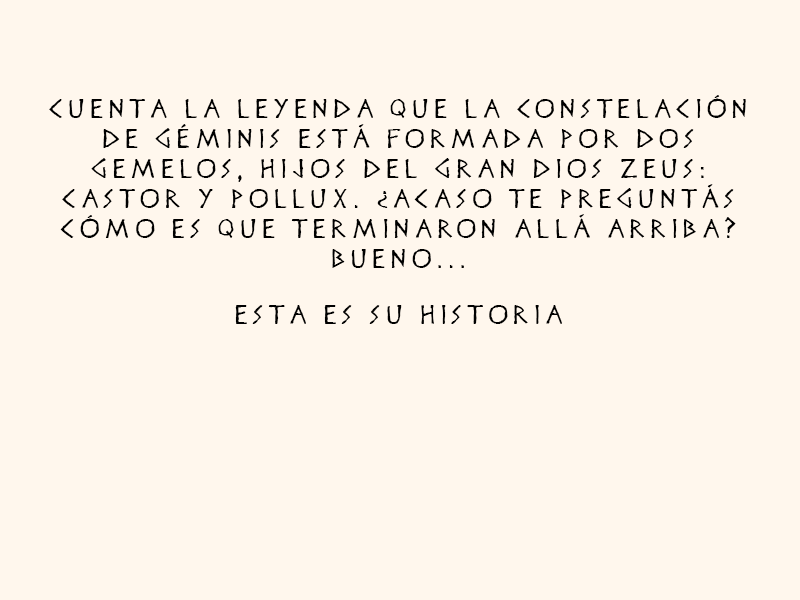 CUENTA LA LEYENDA QUE LA CONSTELACIÓN
DE GÉMINIS ESTÁ FORMADA POR DOS
GEMELOS, HIJOS DEL GRAN DIOS ZEUS:
CASTOR Y POLLUX. ¿ACASO TE PREGUNTÁS
CÓMO ES QUE TERMINARON ALLÁ ARRIBA?
BUENO...
ESTA ES SU HISTORIA